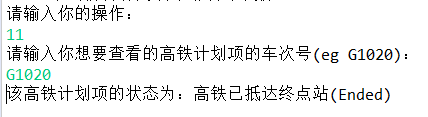 请输入你的操作：
11
请输入你想要查看的高铁计划项的车次号(eg G1020)：
G1020
该高铁计划项的状态为：高铁已抵达终点站(Ended)